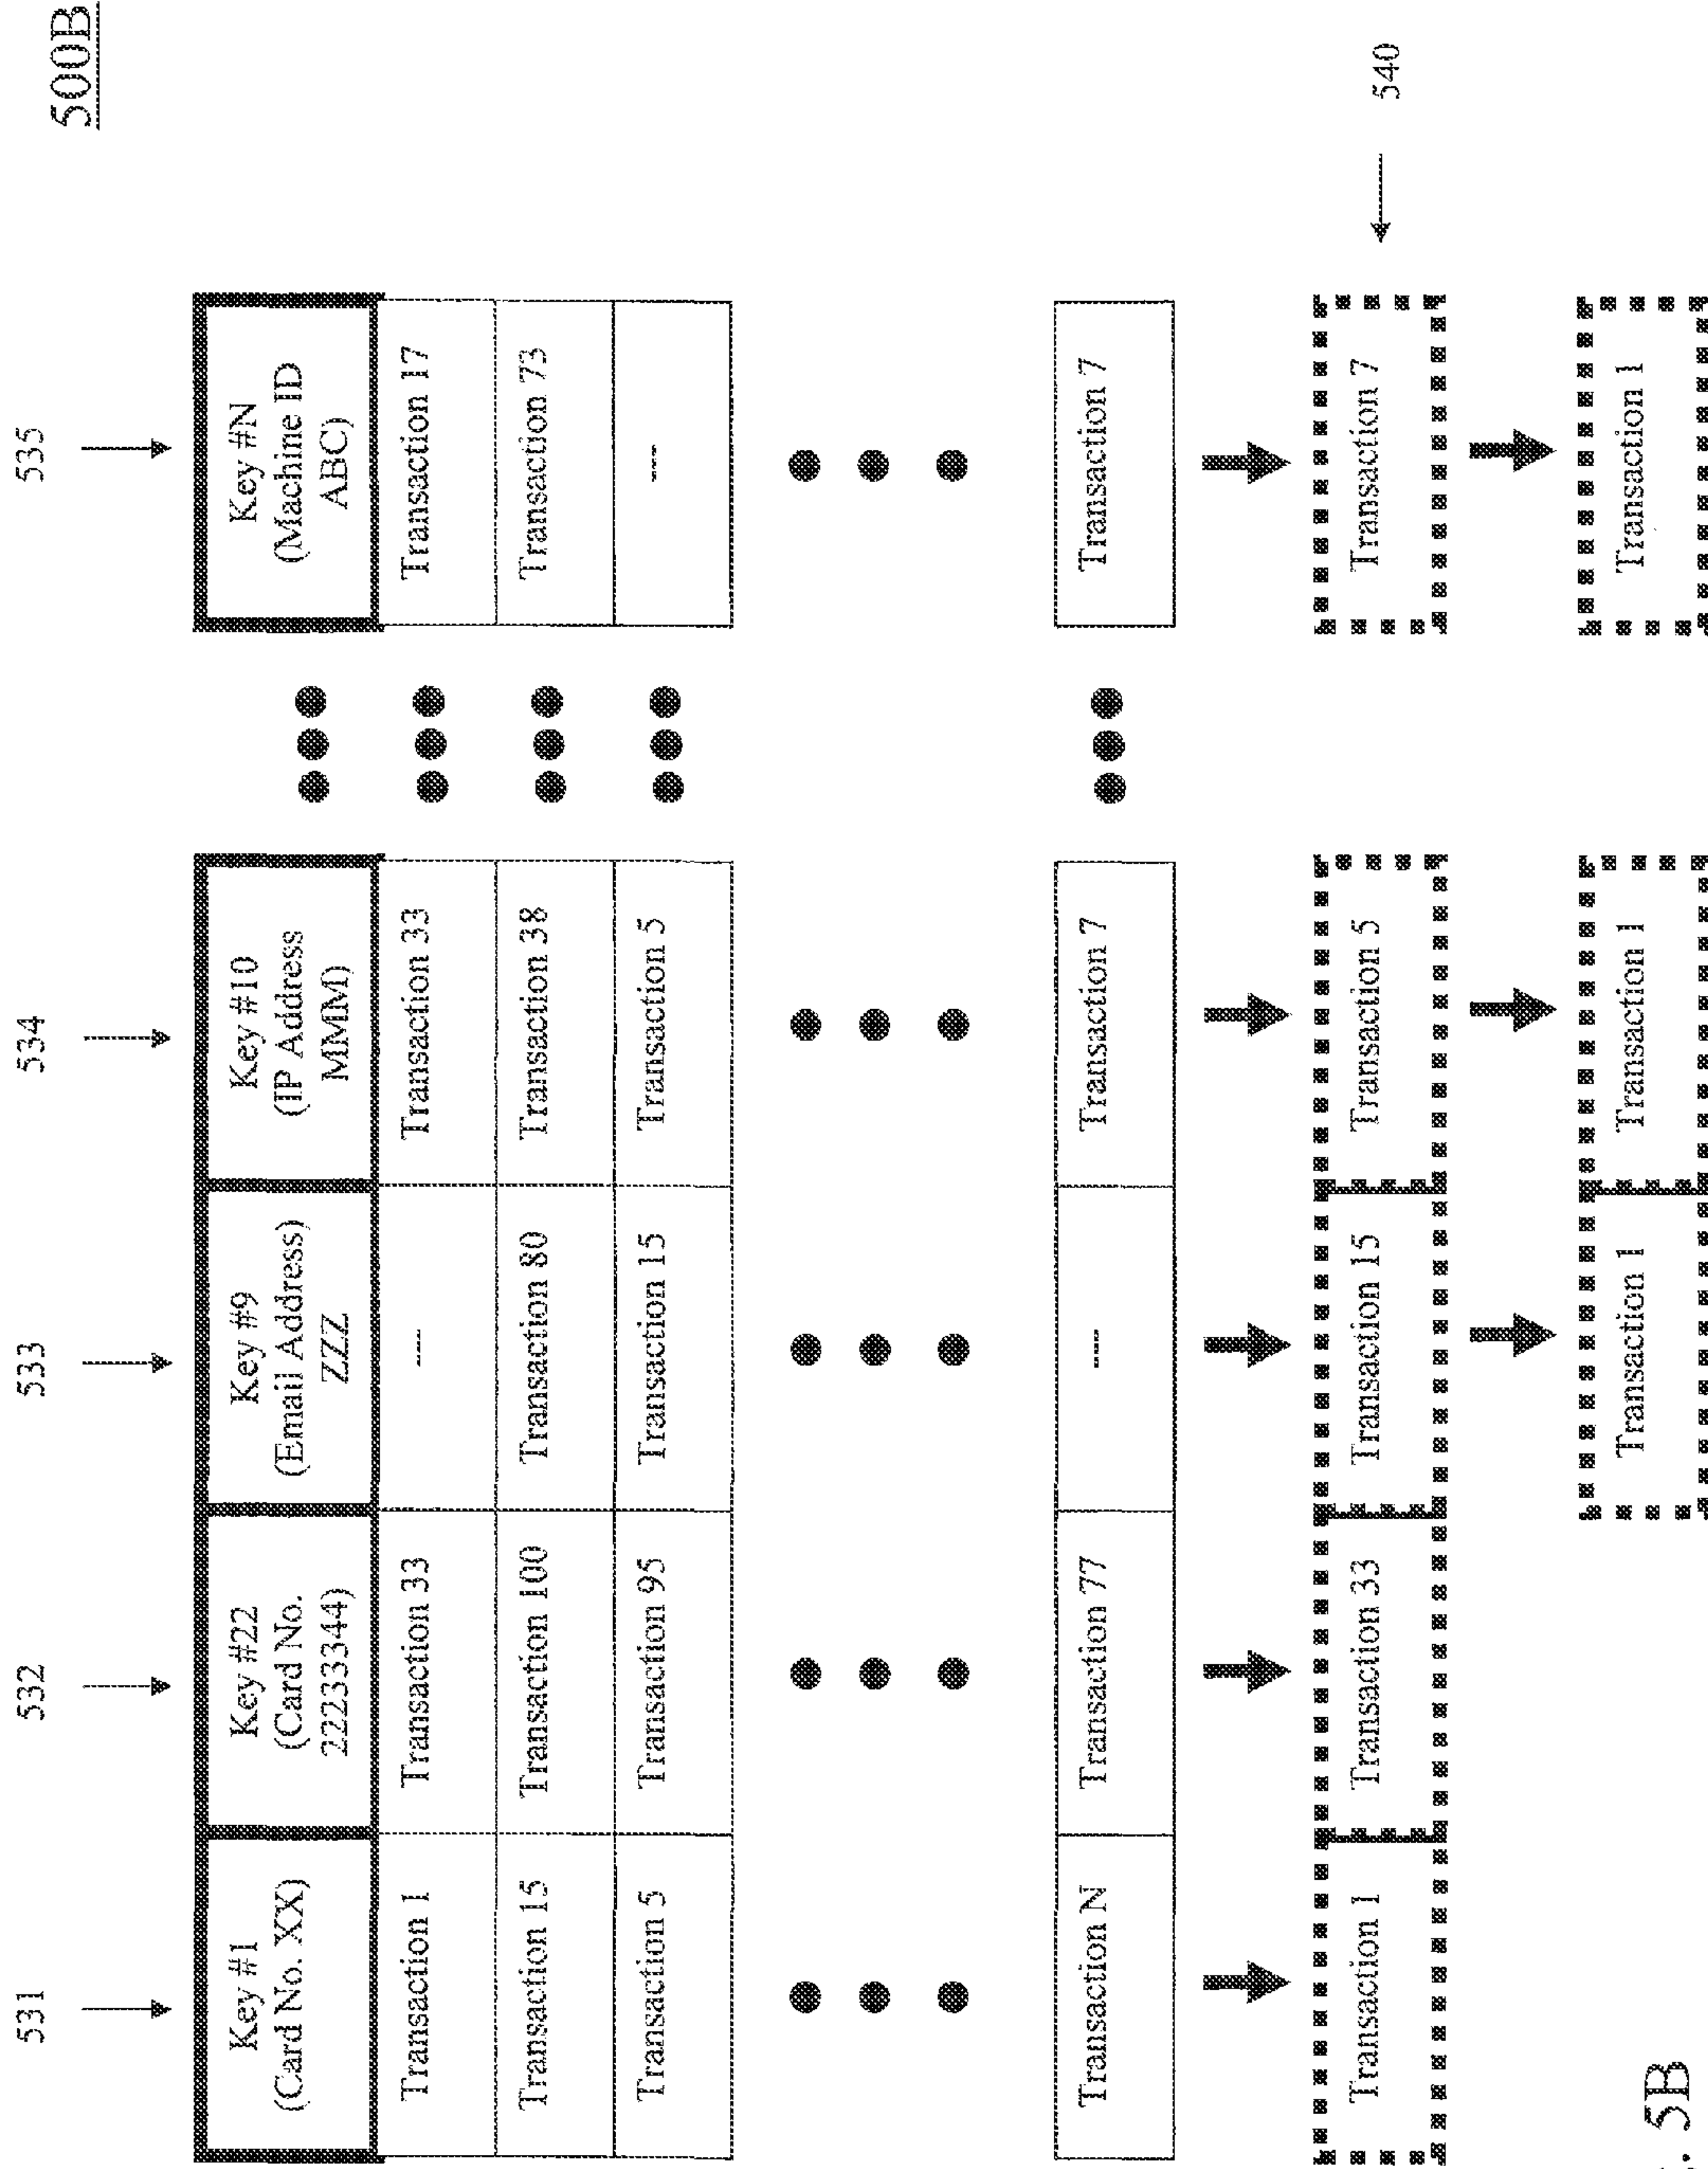 500B
531
532
533
534
535
Key #1
(Card No. XX)
Key #22
(Card No.
22233344)
Key #9
(Email Address)
ZZZ
Key #10
(IP Address
MMM)
Key #N
(Machine ID
ABC)
Transaction 1
Transaction 33
---
Transaction 33
Transaction 17
Transaction 15
Transaction 100
Transaction 80
Transaction 38
Transaction 73
Transaction 5
Transaction 95
Transaction 15
Transaction 5
---
Transaction N
Transaction 77
---
Transaction 7
Transaction 7
Transaction 1
Transaction 33
Transaction 15
Transaction 5
Transaction 7
540
Transaction 1
Transaction 1
Transaction 1
5B